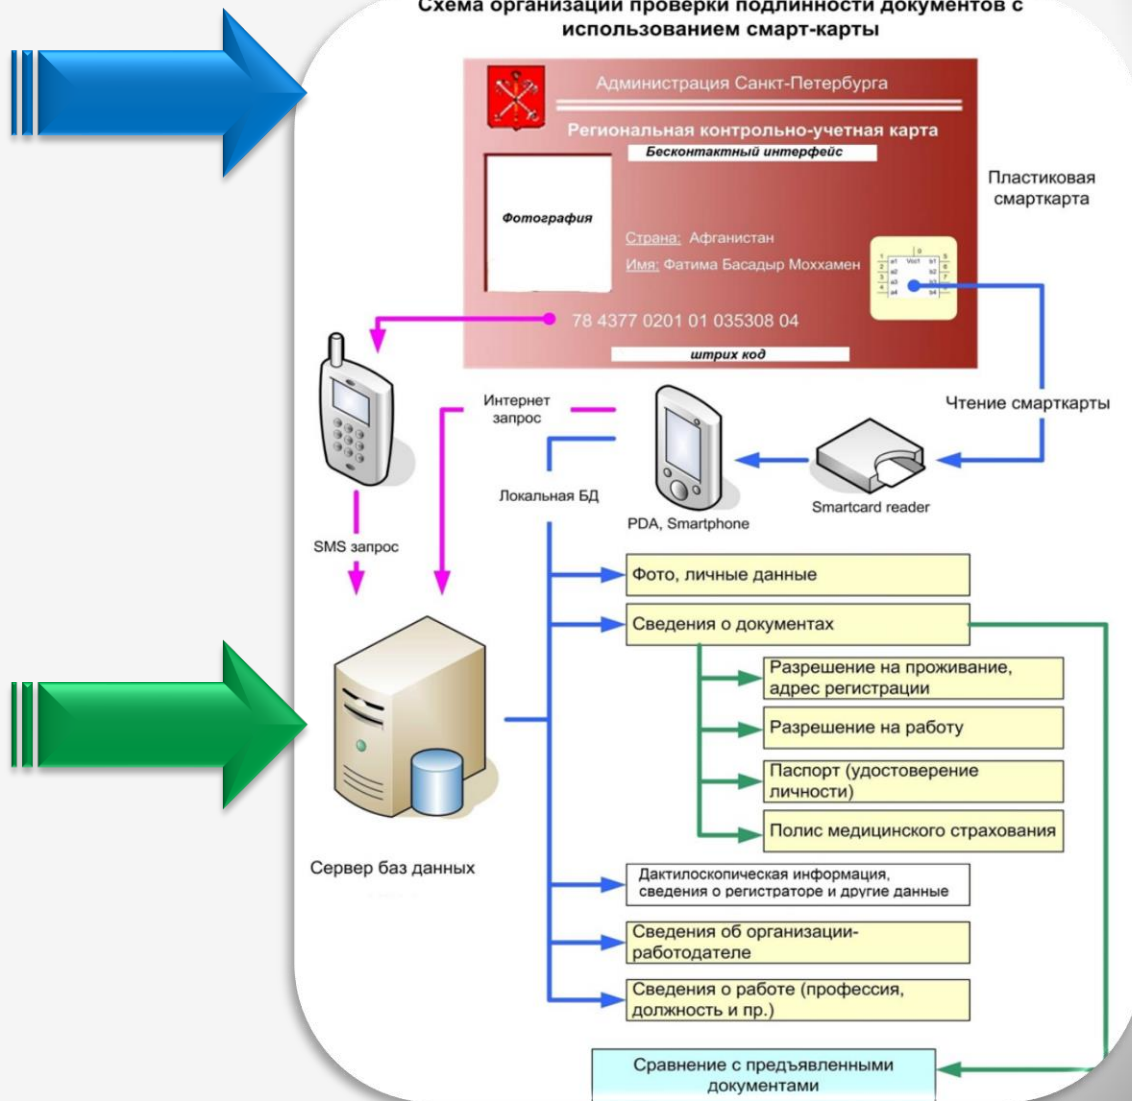 Схема организации проверки подлинности документов с
использованием смарт-карты
Администрация Санкт-Петербурга
Региональная контрольно-учетная карта
Бесконтактный интерфейс
Фотография
Страна: Афганистан
Имя: Фатима Басадыр Моххамен
78 4377 0201 01 035308 04
штрих код
Пластиковая
смарткарта
Чтение смарткарты
Интернет
запрос
Локальная БД
PDA, Smartphone
Smartcard reader
SMS запрос
Фото, личные данные
Сведения о документах
Разрешение на проживание,
адрес регистрации
Разрешение на работу
Паспорт (удостоверение
личности)
Полис медицинского страхования
Сервер баз данных
Дактилоскопическая информация,
сведения о регистраторе и другие данные
Сведения об организации-
работодателе
Сведения о работе (профессия,
должность и пр.)
Сравнение с предъявленными
документами